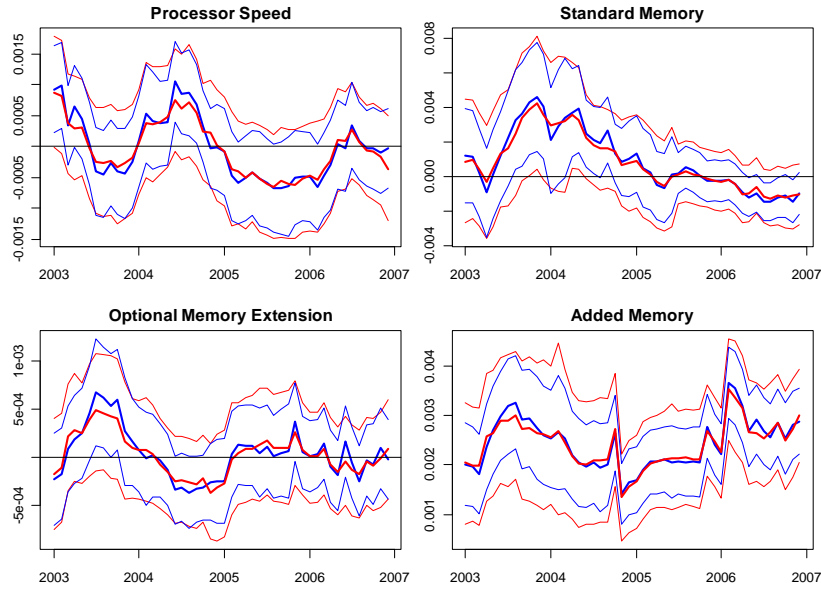 Processor Speed
0.0015
0.0005
-0.0005
-0.0015
2003 2004 2005 2006 2007
Standard Memory
0.008
0.004
0.000
-0.004
2003 2004 2005 2006 2007
Optional Memory Extension
1e-03
5e-04
-5e-04
2003 2004 2005 2006 2007
Added Memory
0.004
0.003
0.002
0.001
2003 2004 2005 2006 2007